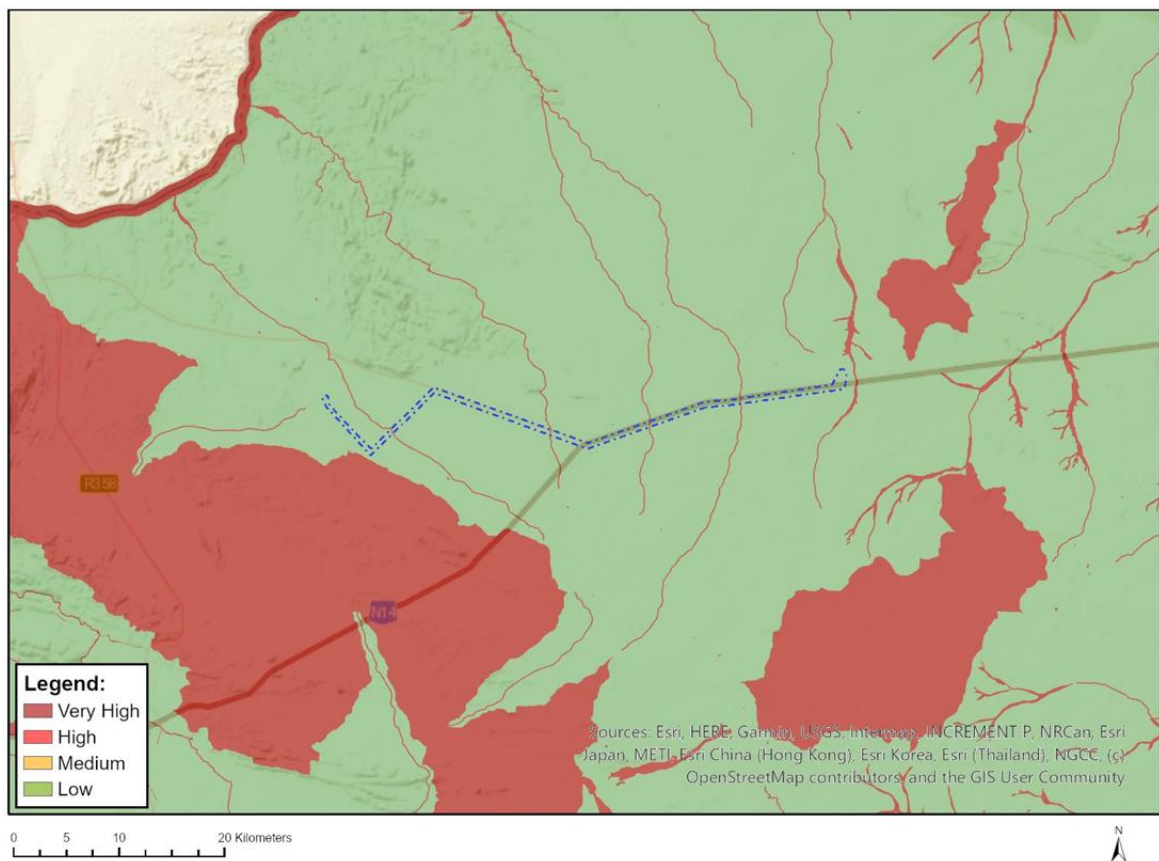 R358
N14
Legend:
Very High
High
Medium
Low
Sources: Esri, HERE, Garmin, USGS, Intermap, INCREMENT P, NRCan, Esri
Japan, METI, Esri China (Hong Kong), Esri Korea, Esri (Thailand), NGCC, (c)
OpenStreetMap contributors, and the GIS User Community
0 5 10 20 Kilometers
N